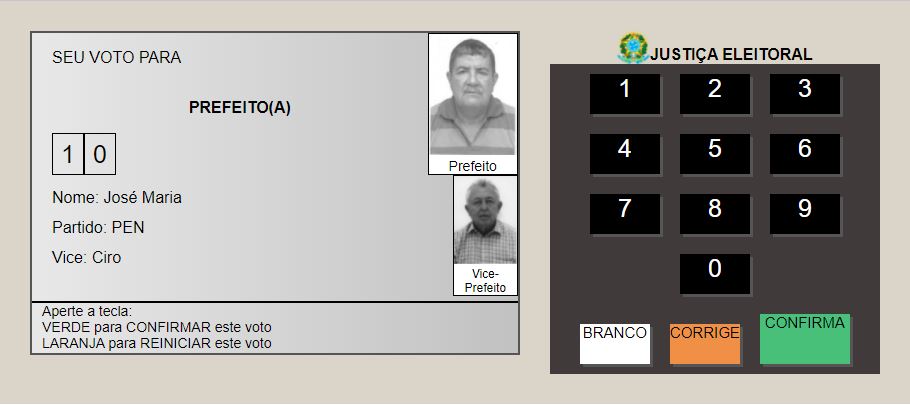 SEU VOTO PARA
PREFEITO(A)
1 0
Nome: José Maria
Partido: PEN
Vice: Ciro
Prefeito
Vice-
Prefeito
Aperte a tecla:
VERDE para CONFIRMAR este voto
LARANJA para REINICIAR este voto
JUSTIÇA ELEITORAL
1 2 3
4 5 6
7 8 9
0
BRANCO CORRIGE CONFIRMA